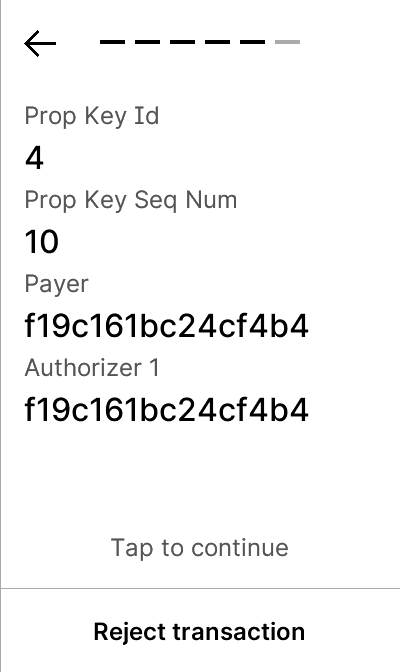 Prop Key Id
4
Prop Key Seq Num
10
Payer
f19c161bc24cf4b4
Authorizer 1
f19c161bc24cf4b4
Tap to continue
Reject transaction